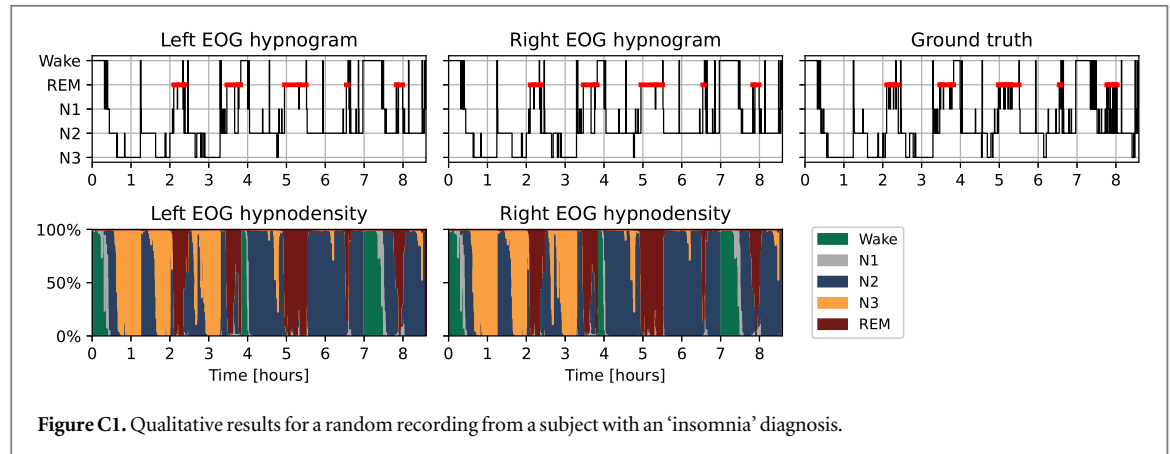 Left EOG hypnogram Right EOG hypnogram Ground truth
Wake
REM
N1
N2
N3
0 1 2 3 4 5 6 7 8 0 1 2 3 4 5 6 7 8 0 1 2 3 4 5 6 7 8
Left EOG hypnodensity Right EOG hypnodensity
100%
50%
0%
0 1 2 3 4 5 6 7 8 0 1 2 3 4 5 6 7 8
Time [hours] Time [hours]
Wake
N1
N2
N3
REM
Figure C1. Qualitative results for a random recording from a subject with an ‘insomnia’ diagnosis.